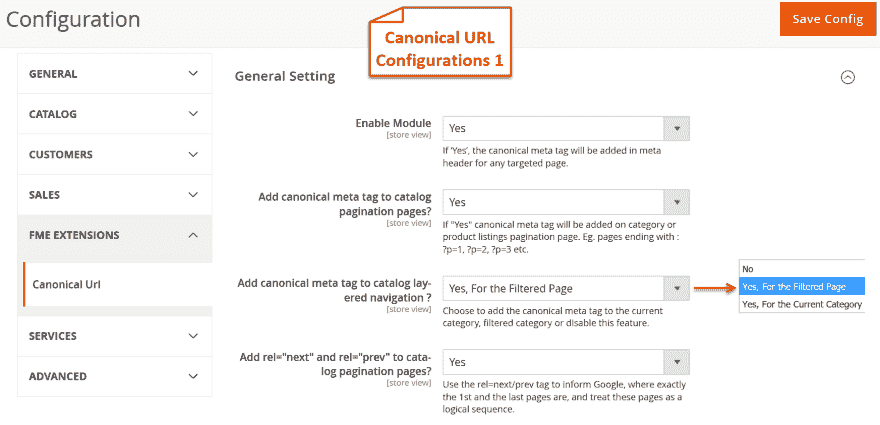 Configuration
Canonical URL
Configurations 1
Save Config
GENERAL
CATALOG
CUSTOMERS
SALES
FME EXTENSIONS
Canonical Url
SERVICES
ADVANCED
General Setting
Enable Module
[store view]
Yes
If 'Yes', the canonical meta tag will be added in meta
header for any targeted page.
Add canonical meta tag to catalog
pagination pages?
[store view]
Yes
If "Yes" canonical meta tag will be added on category or
product listings pagination page. Eg. pages ending with :
?p=1, ?p=2, ?p=3 etc.
Add canonical meta tag to catalog lay-
ered navigation ?
[store view]
Yes, For the Filtered Page
Choose to add the canonical meta tag to the current
category, filtered category or disable this feature.
No
Yes, For the Filtered Page
Yes, For the Current Category
Add rel="next" and rel="prev" to cata-
log pagination pages?
[store view]
Yes
Use the rel=next/prev tag to inform Google, where exactly
the 1st and the last pages are, and treat these pages as a
logical sequence.